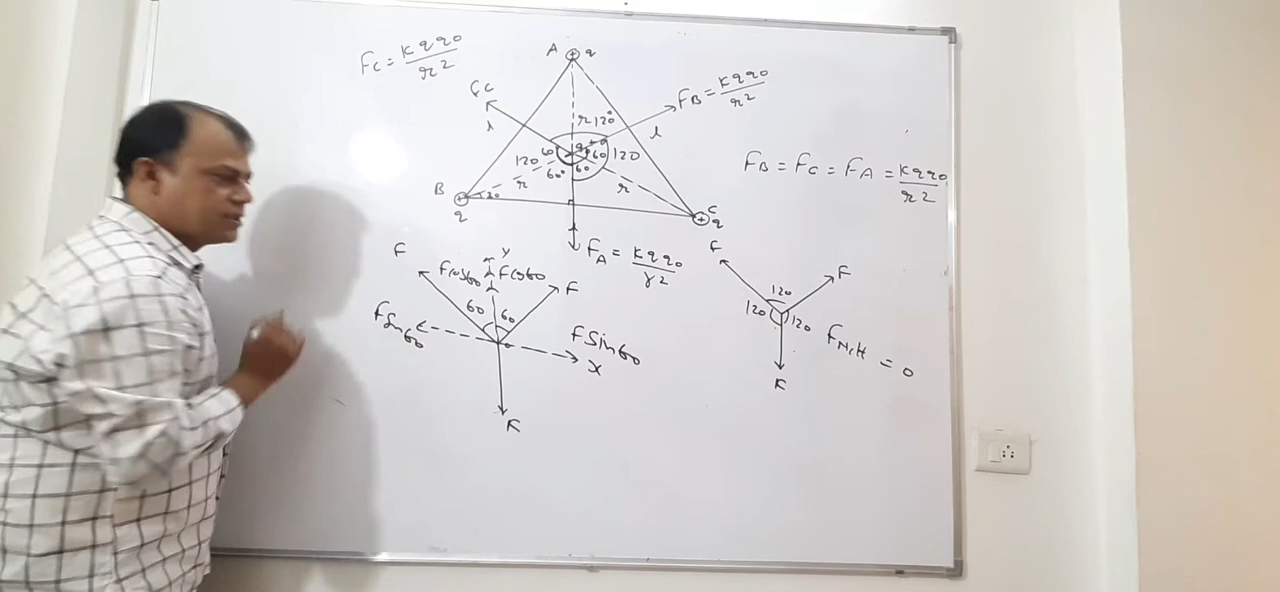 A q
FC = Kqq0/r2
FC
FB = Kqq0/r2
l
r 120°
l
60
60
120
120
60°
60
r
r
B
q
C
q
FB = FC = FA = Kqq0/r2
FA = Kqq0/r2
F
Fcos60
y
Fcos60
F
60
60
Fsin60
Fsin60
x
F
F
120
120
120
FNet = 0